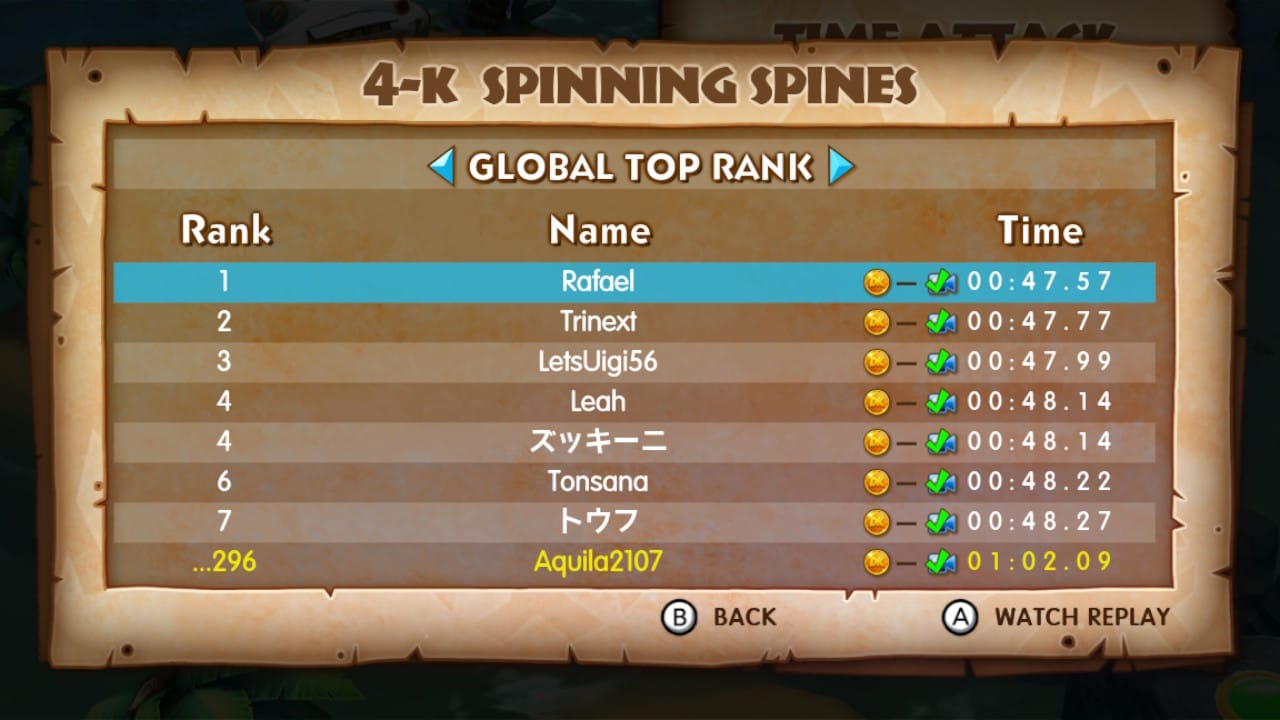 TIME ATTACK
4-K SPINNING SPINES
GLOBAL TOP RANK
Rank Name Time
1 Rafael 00:47.57
2 Trinext 00:47.77
3 LetsUigi56 00:47.99
4 Leah 00:48.14
4 ズッキーニ 00:48.14
6 Tonsana 00:48.22
7 トウフ 00:48.27
...296 Aquila2107 01:02.09
B BACK A WATCH REPLAY